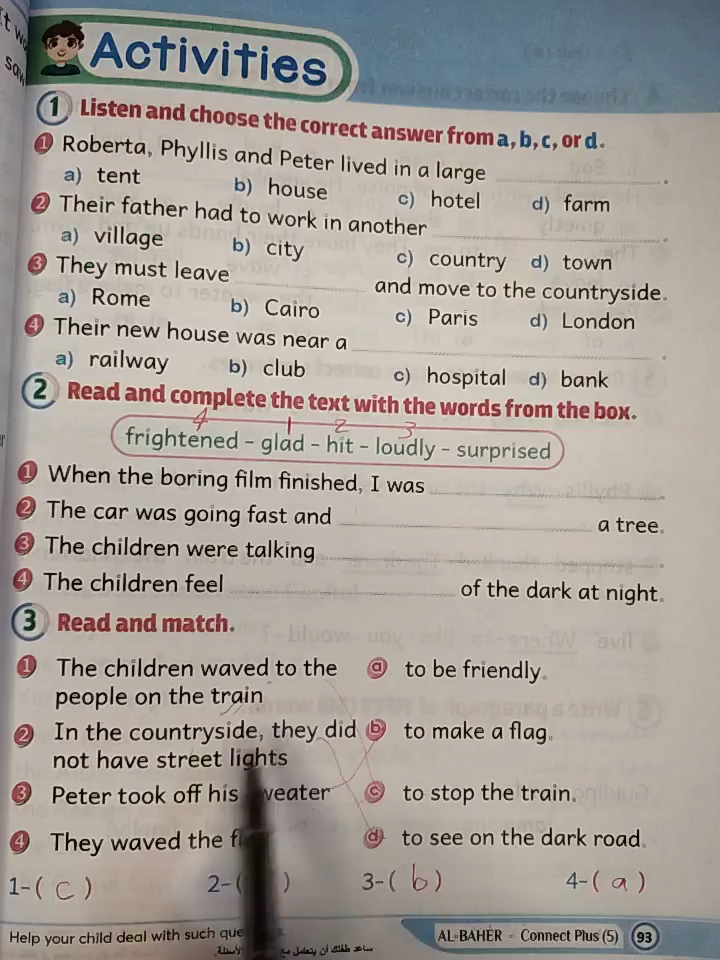 Activities
1 Listen and choose the correct answer from a, b, c, or d.
1 Roberta, Phyllis and Peter lived in a large
a) tent b) house c) hotel d) farm
2 Their father had to work in another
a) village b) city c) country d) town
3 They must leave and move to the countryside.
a) Rome b) Cairo c) Paris d) London
4 Their new house was near a
a) railway b) club c) hospital d) bank
2 Read and complete the text with the words from the box.
4 1 2 3
frightened - glad - hit - loudly - surprised
1 When the boring film finished, I was
2 The car was going fast and a tree.
3 The children were talking
4 The children feel of the dark at night.
3 Read and match.
1 The children waved to the a to be friendly.
people on the train
2 In the countryside, they did b to make a flag.
not have street lights
3 Peter took off his weater c to stop the train.
4 They waved the d to see on the dark road.
1-( c ) 2-( ) 3-( b ) 4-( a )
Help your child deal with such
ساعد طفلك أن يتعامل مع
AL-BAHER - Connect Plus (5) 93